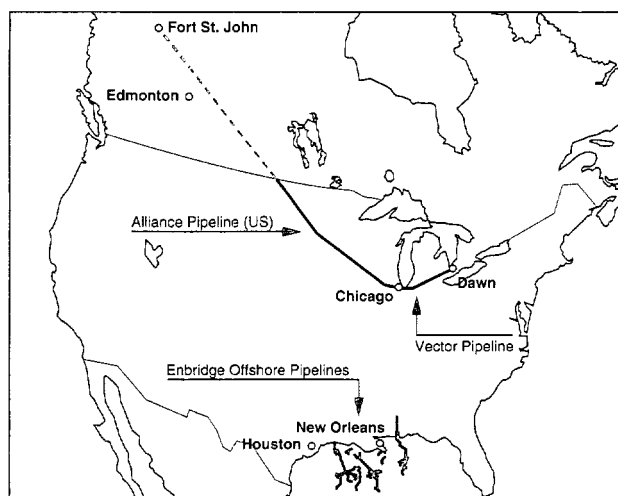 Fort St. John
Edmonton
Alliance Pipeline (US)
Dawn
Chicago
Vector Pipeline
Enbridge Offshore Pipelines
New Orleans
Houston